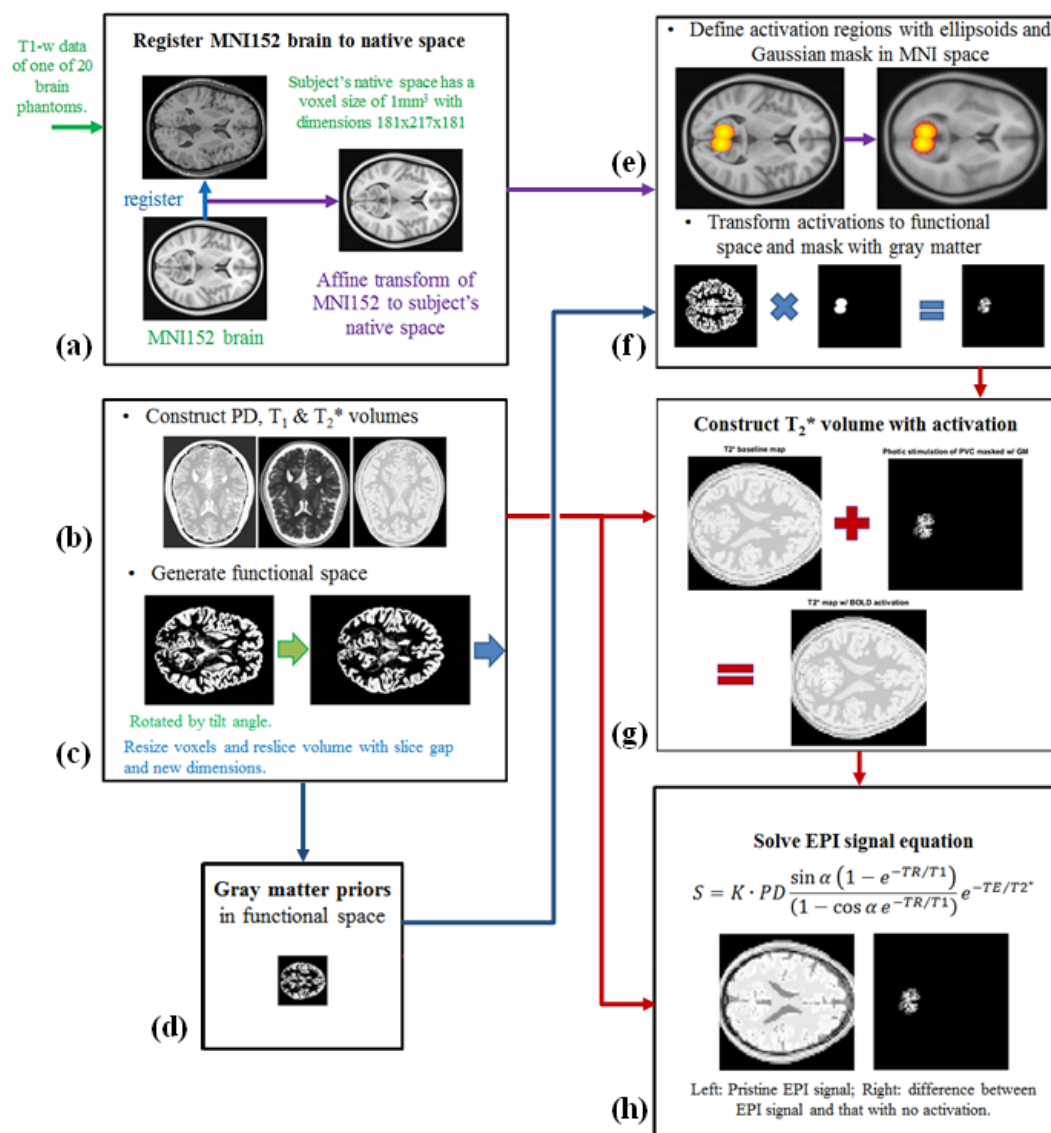 T1-w data
of one of 20
brain
phantoms.
Register MNI152 brain to native space
Subject's native space has a
voxel size of 1mm³ with
dimensions 181x217x181
register
Affine transform of
MNI152 to subject's
native space
MNI152 brain
(a)
• Construct PD, T₁ & T₂* volumes
(b)
• Generate functional space
Rotated by tilt angle.
Resize voxels and reslice volume with slice gap
and new dimensions.
(c)
Gray matter priors
in functional space
(d)
• Define activation regions with ellipsoids and
Gaussian mask in MNI space
(e)
• Transform activations to functional
space and mask with gray matter
(f)
Construct T₂* volume with activation
T2* baseline map
Photic stimulation of PVC masked w/ GM
T2* map w/ BOLD activation
(g)
Solve EPI signal equation
S = K · PD \frac{sin α (1 − e^{−TR/T1})}{(1 − cos α e^{−TR/T1})} e^{−TE/T2*}
Left: Pristine EPI signal; Right: difference between
EPI signal and that with no activation.
(h)